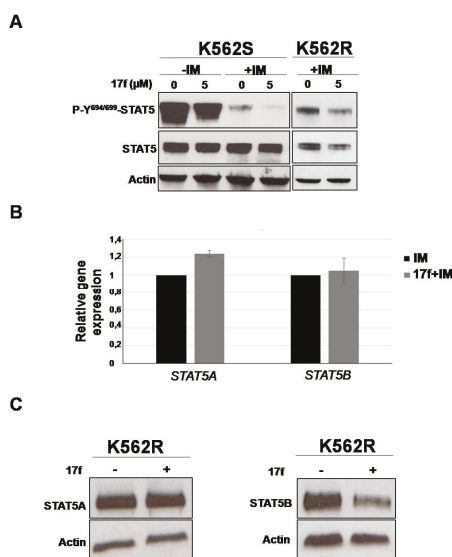 A
K562S K562R
-IM +IM +IM
17f (µM) 0 5 0 5 0 5
P-Y694/699-STAT5
STAT5
Actin
B
Relative gene expression
1,4
1,2
1
0,8
0,6
0,4
0,2
0
STAT5A STAT5B
IM
17f+IM
C
K562R K562R
17f - + 17f - +
STAT5A STAT5B
Actin Actin